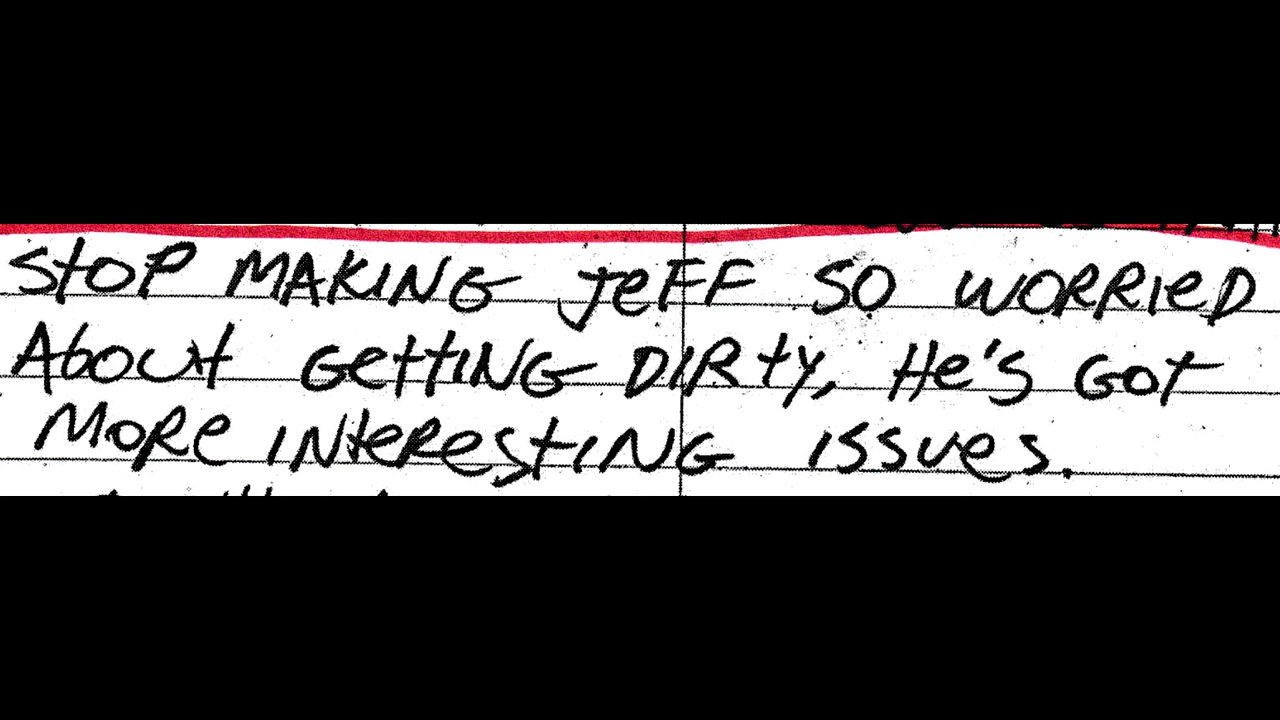 STOP MAKING JEFF SO WORRIED
ABOUT GETTING DIRTY, HE'S GOT
MORE INTERESTING ISSUES.